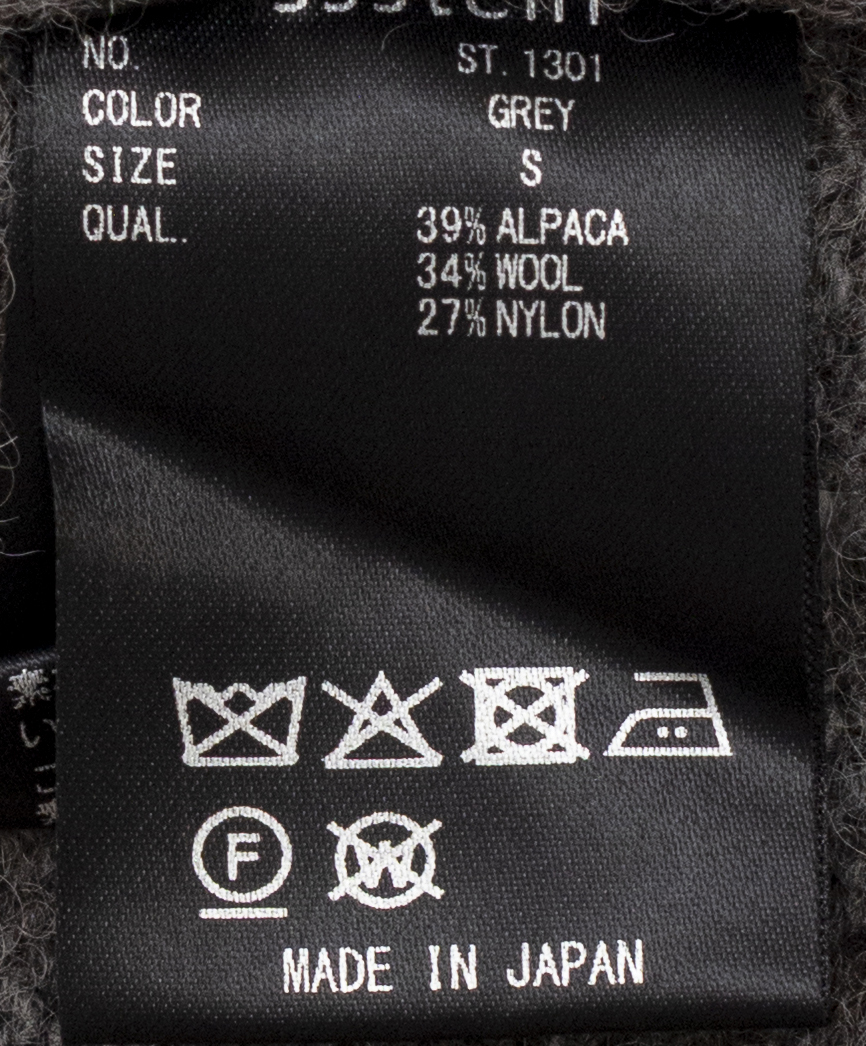 NO. ST. 1301
COLOR GREY
SIZE S
QUAL. 39% ALPACA
34% WOOL
27% NYLON
F
W
MADE IN JAPAN